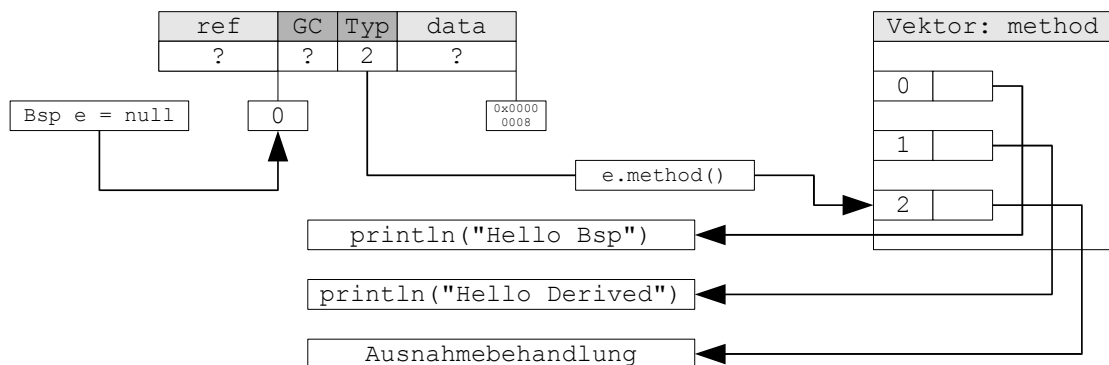 ref GC Typ data
? ? 2 ?
Vektor: method
0
Bsp e = null
0
0x0000
0008
1
e.method()
2
println("Hello Bsp")
println("Hello Derived")
Ausnahmebehandlung